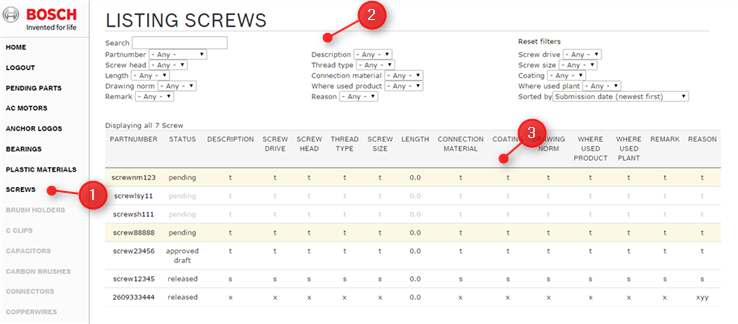 BOSCH
Invented for life
HOME
LOGOUT
PENDING PARTS
AC MOTORS
ANCHOR LOGOS
BEARINGS
PLASTIC MATERIALS
SCREWS
BRUSH HOLDERS
C CLIPS
CAPACITORS
CARBON BRUSHES
CONNECTORS
COPPERWIRES
1
LISTING SCREWS
2
Search
Reset filters
Partnumber - Any - Description - Any - Screw drive - Any -
Screw head - Any - Thread type - Any - Screw size - Any -
Length - Any - Connection material - Any - Coating - Any -
Drawing norm - Any - Where used product - Any - Where used plant - Any -
Remark - Any - Reason - Any - Sorted by Submission date (newest first)
Displaying all 7 Screw
3
PARTNUMBER STATUS DESCRIPTION SCREW DRIVE SCREW HEAD THREAD TYPE SCREW SIZE LENGTH CONNECTION MATERIAL COATIN WING NORM WHERE USED PRODUCT WHERE USED PLANT REMARK REASON
screwnm123 pending t t t t t 0.0 t t t t t t t
screwlsy11 pending t t t t t 0.0 t t t t t t t
screwsh111 pending t t t t t 0.0 t t t t t t t
screw88888 pending t t t t t 0.0 t t t t t t t
screw23456 approved draft t t t t t 0.0 t t t t t t t
screw12345 released s s s s s 0.0 s s s s s s s
2609333444 released x x x x x 0.0 x x x x x x xyy